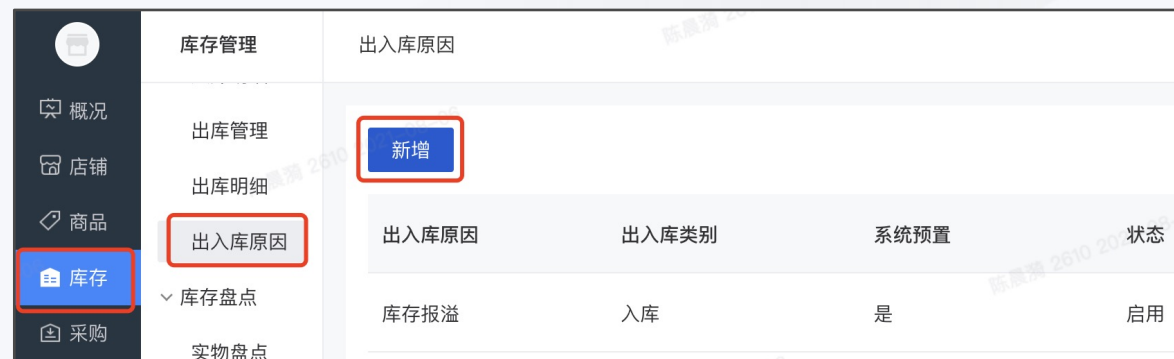 库存管理
出入库原因
概况
店铺
商品
库存
采购
出库管理
出库明细
出入库原因
库存盘点
实物盘点
新增
出入库原因 出入库类别 系统预置 状态
库存报溢 入库 是 启用